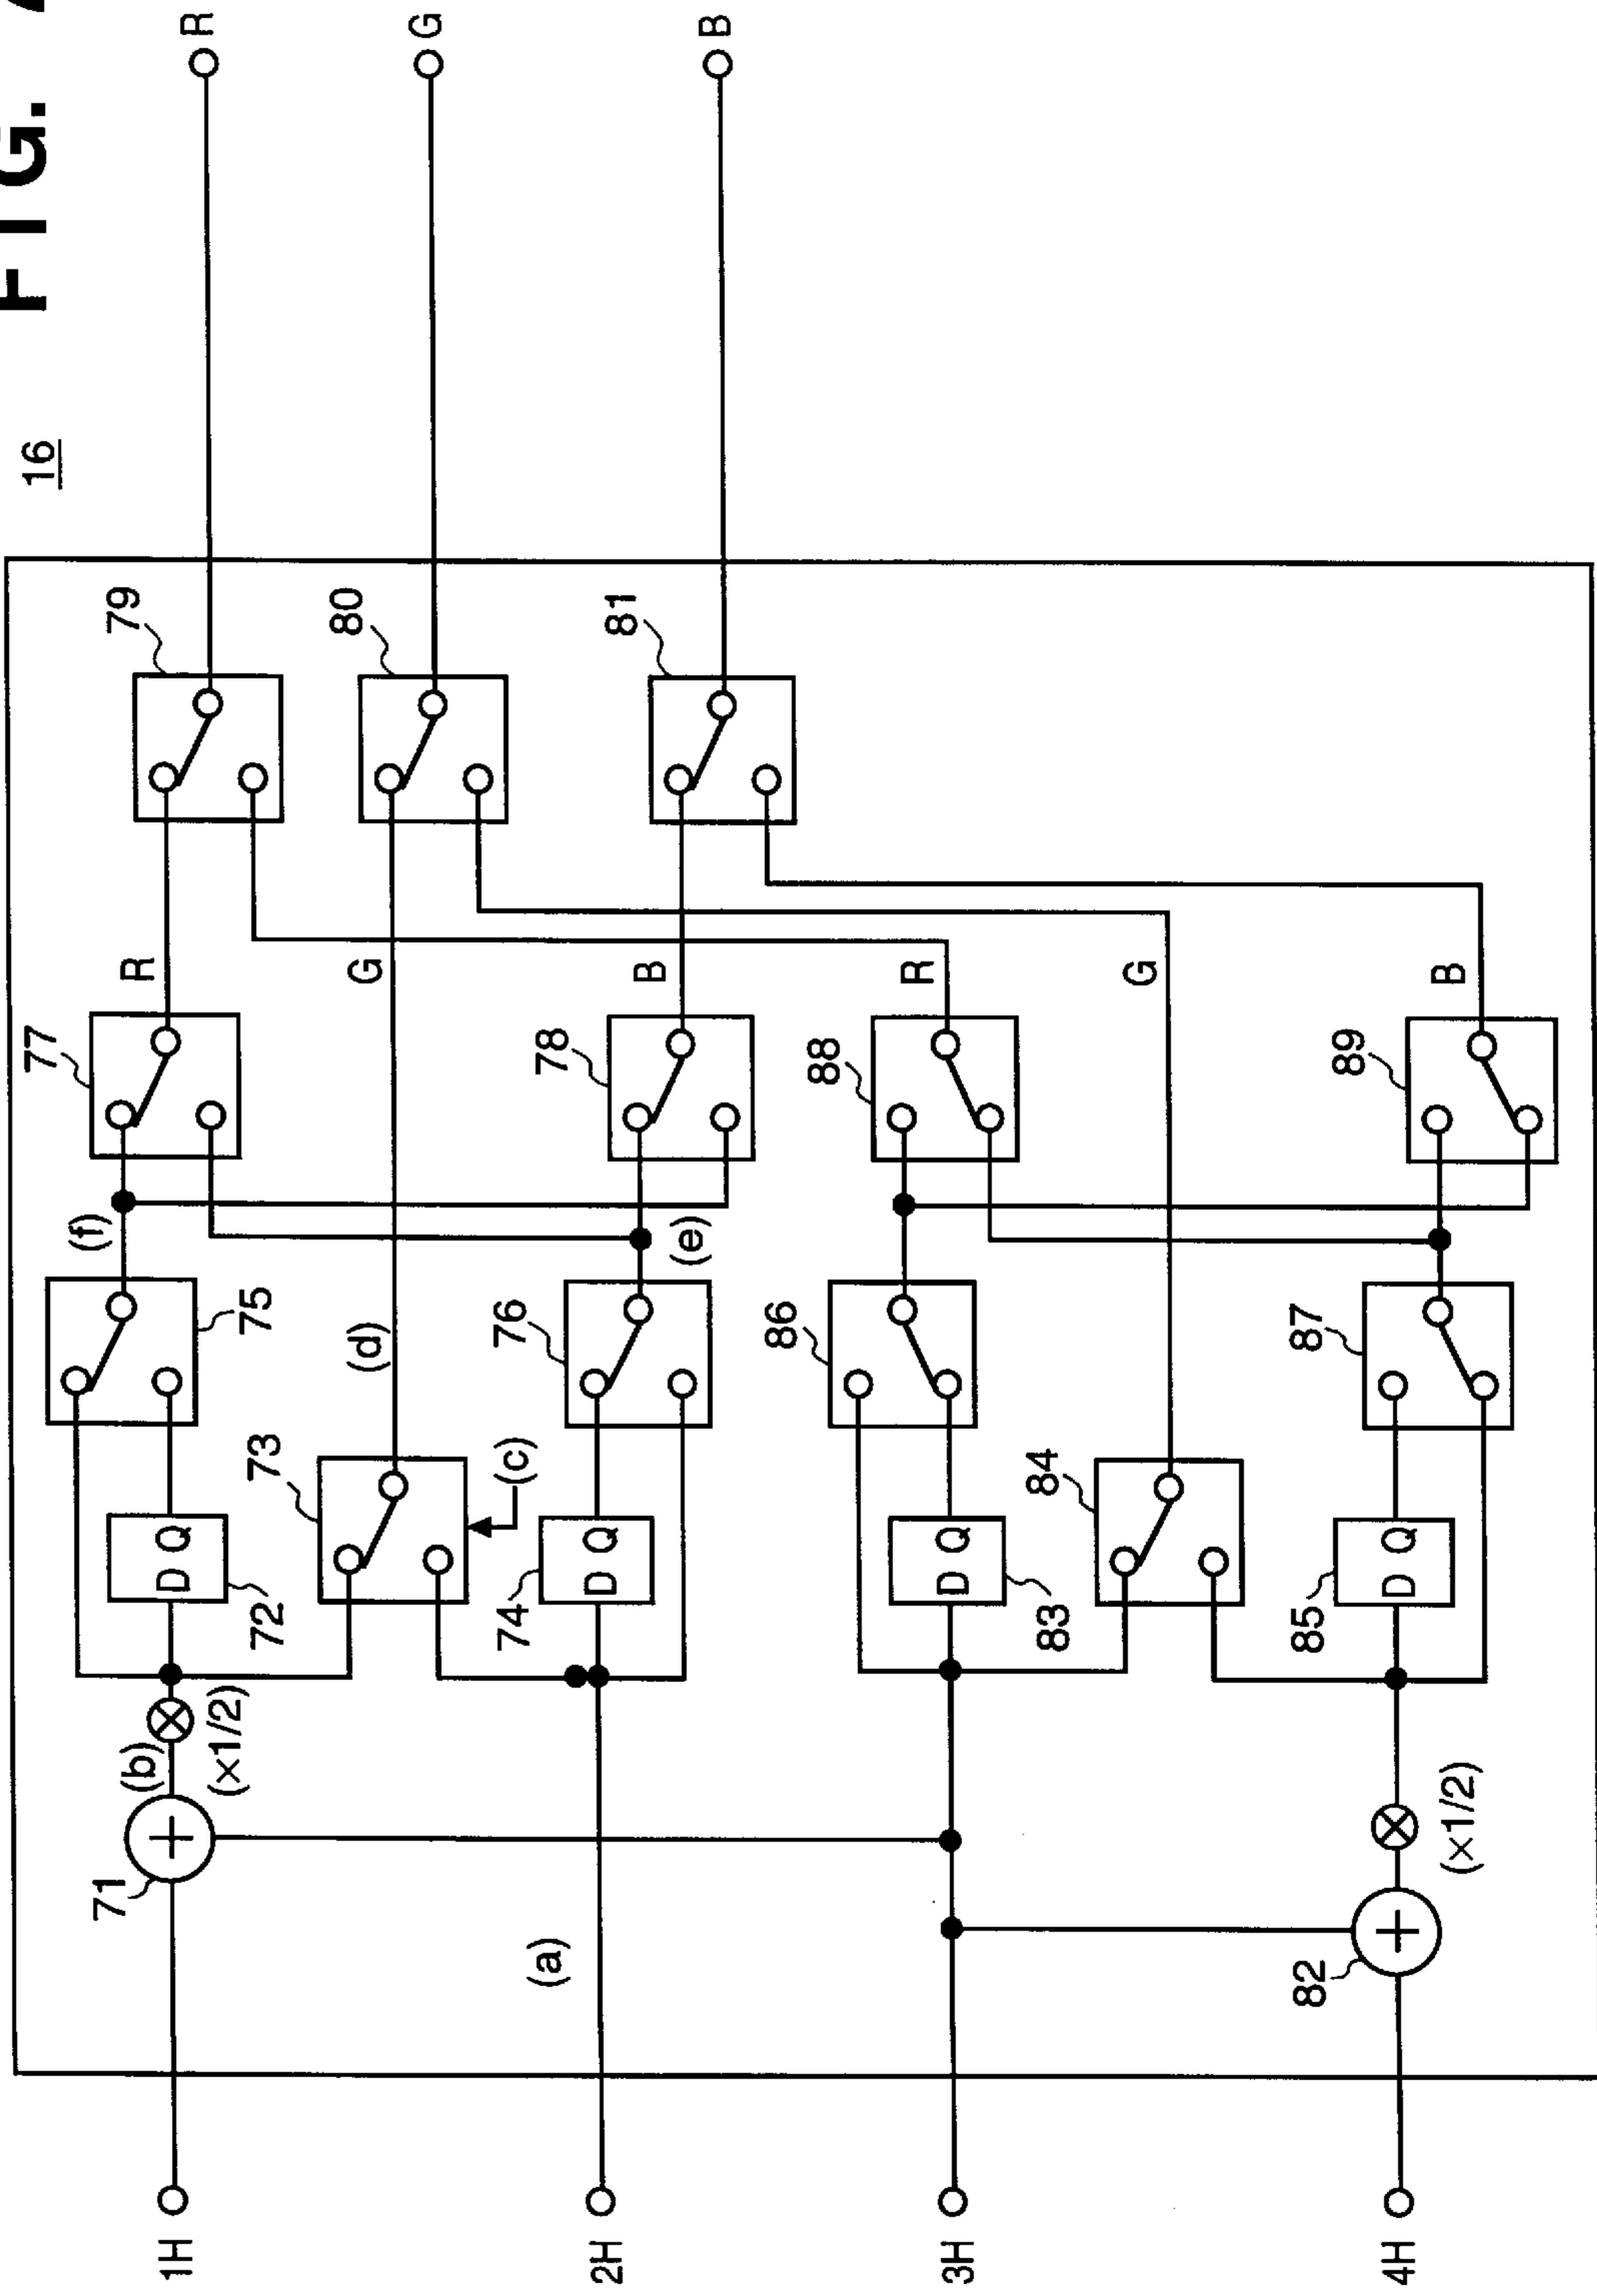 FIG.
16
R
G
B
79
80
81
R
G
B
R
G
B
77
78
88
89
(f)
(e)
75
76
86
87
(d)
73
(c)
84
D Q
72
D Q
74
D Q
83
D Q
85
(b)
(×1/2)
(×1/2)
71
(a)
82
1H
2H
3H
4H